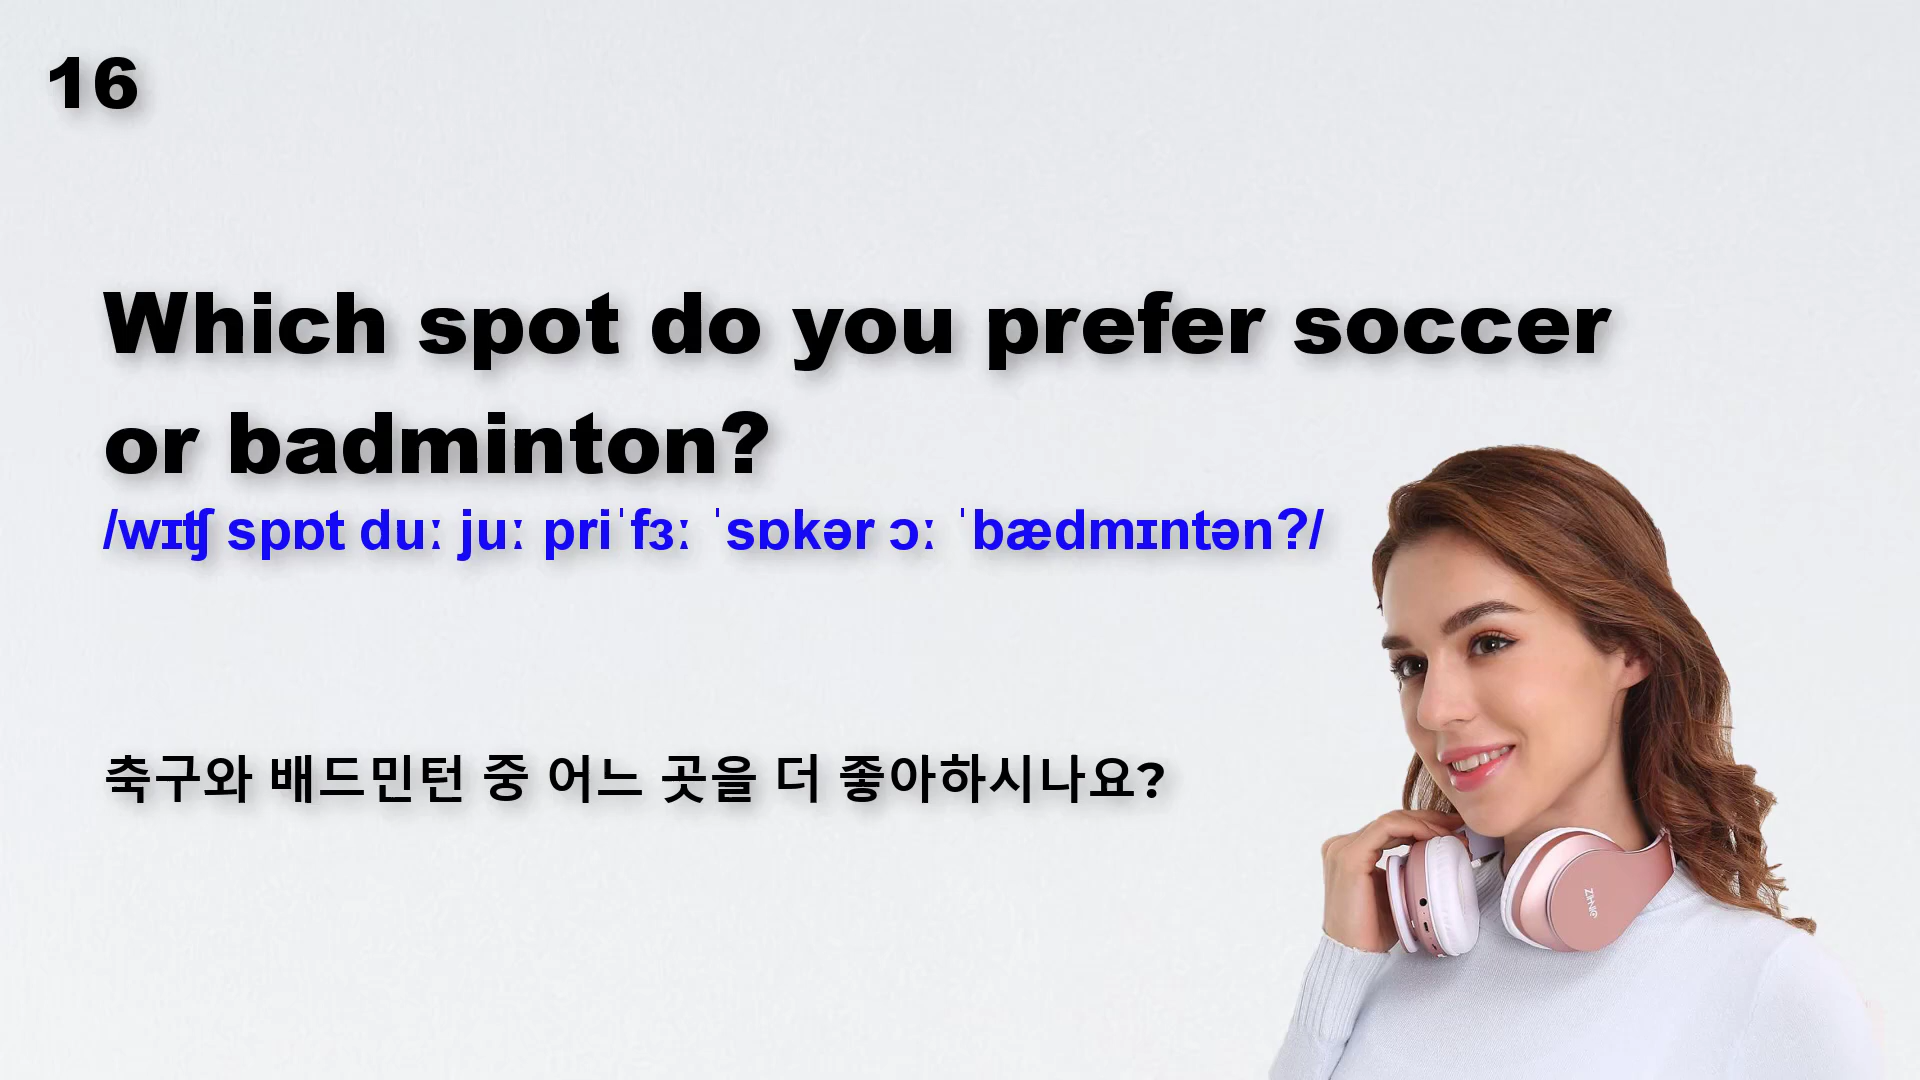 16
Which spot do you prefer soccer
or badminton?
/wɪʧ spɒt duː juː priˈfɜː ˈsɒkər ɔː ˈbædmɪntən?/
축구와 배드민턴 중 어느 곳을 더 좋아하시나요?